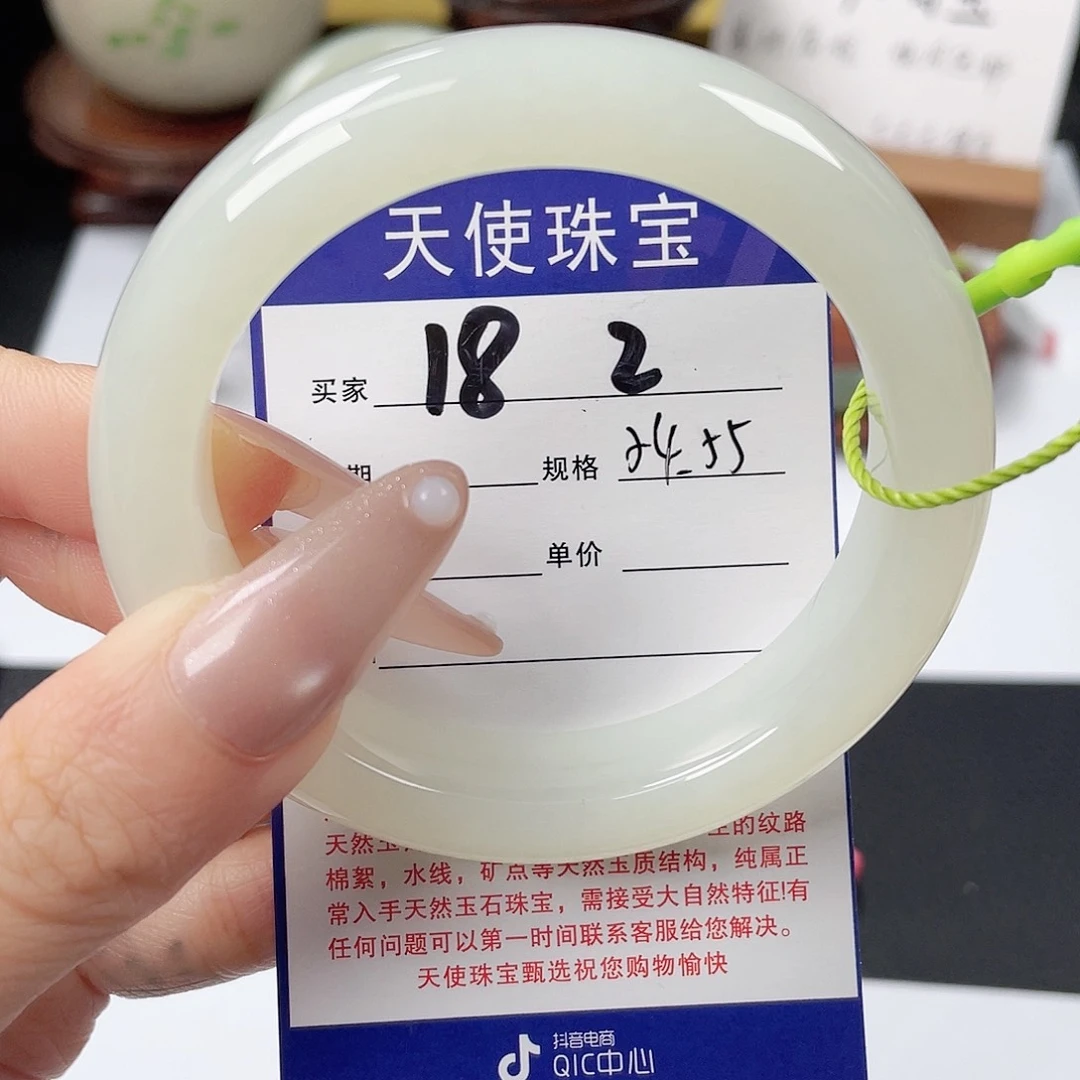 天使珠宝
买家 18 2
期 规格 24.55
单价
天然玉 的纹路
棉絮，水线，矿点等天然玉质结构，纯属正
常入手天然玉石珠宝，需接受大自然特征!有
任何问题可以第一时间联系客服给您解决。
天使珠宝甄选祝您购物愉快
抖音电商
QIC中心